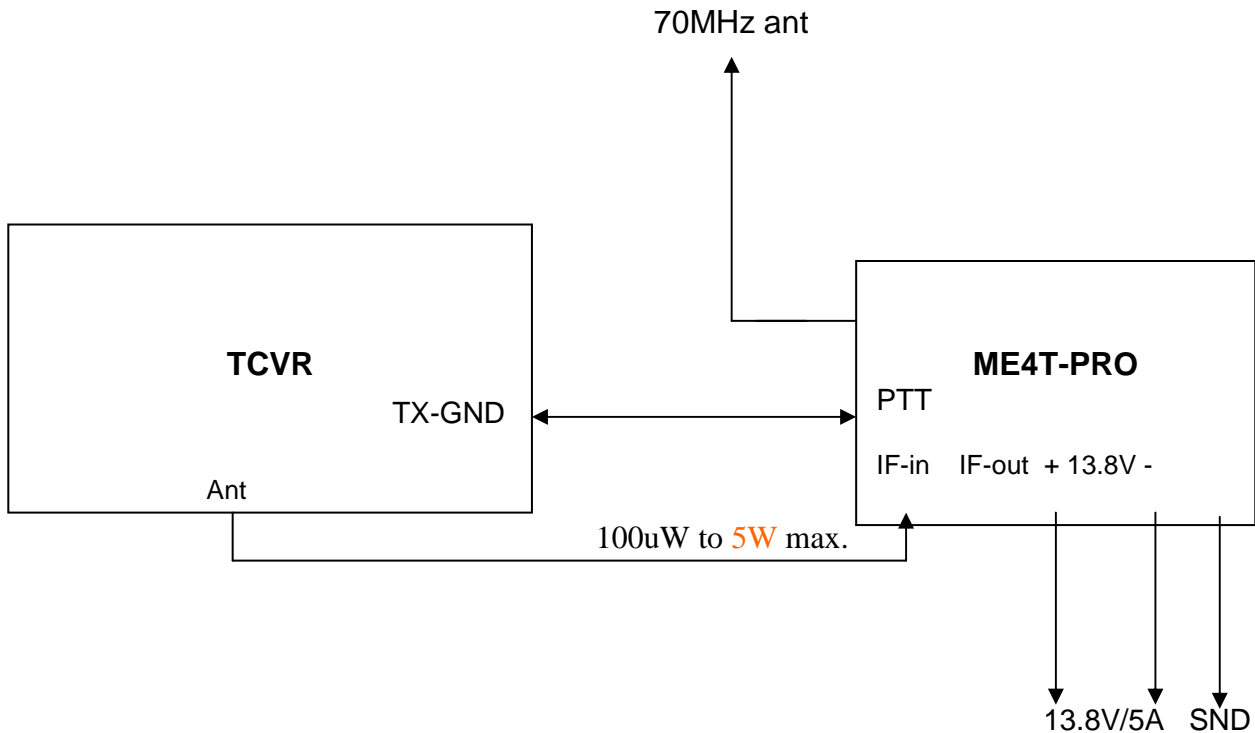 70MHz ant
TCVR
ME4T-PRO
TX-GND
PTT
IF-in IF-out + 13.8V -
Ant
100uW to 5W max.
13.8V/5A SND